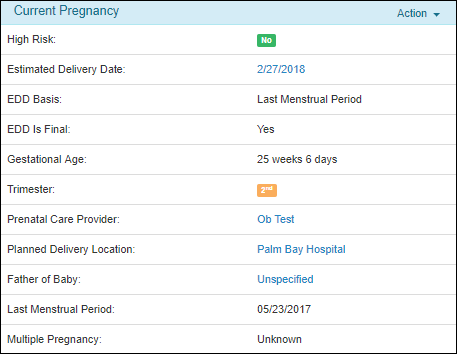 Current Pregnancy Action
High Risk: No
Estimated Delivery Date: 2/27/2018
EDD Basis: Last Menstrual Period
EDD Is Final: Yes
Gestational Age: 25 weeks 6 days
Trimester: 2nd
Prenatal Care Provider: Ob Test
Planned Delivery Location: Palm Bay Hospital
Father of Baby: Unspecified
Last Menstrual Period: 05/23/2017
Multiple Pregnancy: Unknown